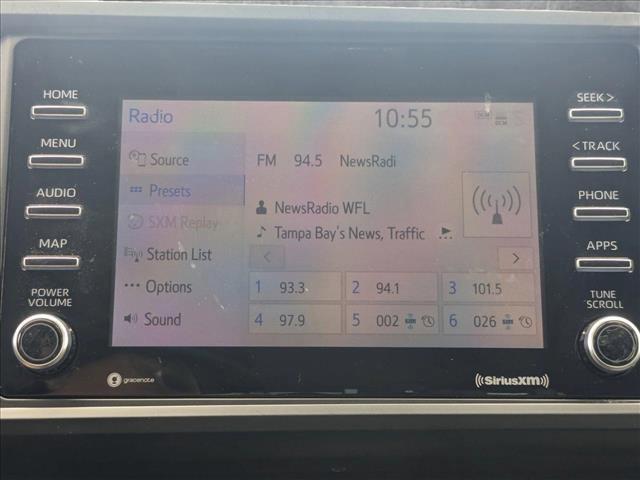 HOME
MENU
AUDIO
MAP
POWER
VOLUME
Radio
10:55
DCM
Source
Presets
SXM Replay
Station List
Options
Sound
FM 94.5 NewsRadi
NewsRadio WFL
Tampa Bay's News, Traffic
1 93.3
2 94.1
3 101.5
4 97.9
5 002
6 026
SEEK >
< TRACK
PHONE
APPS
TUNE
SCROLL
gracenote
((SiriusXM))